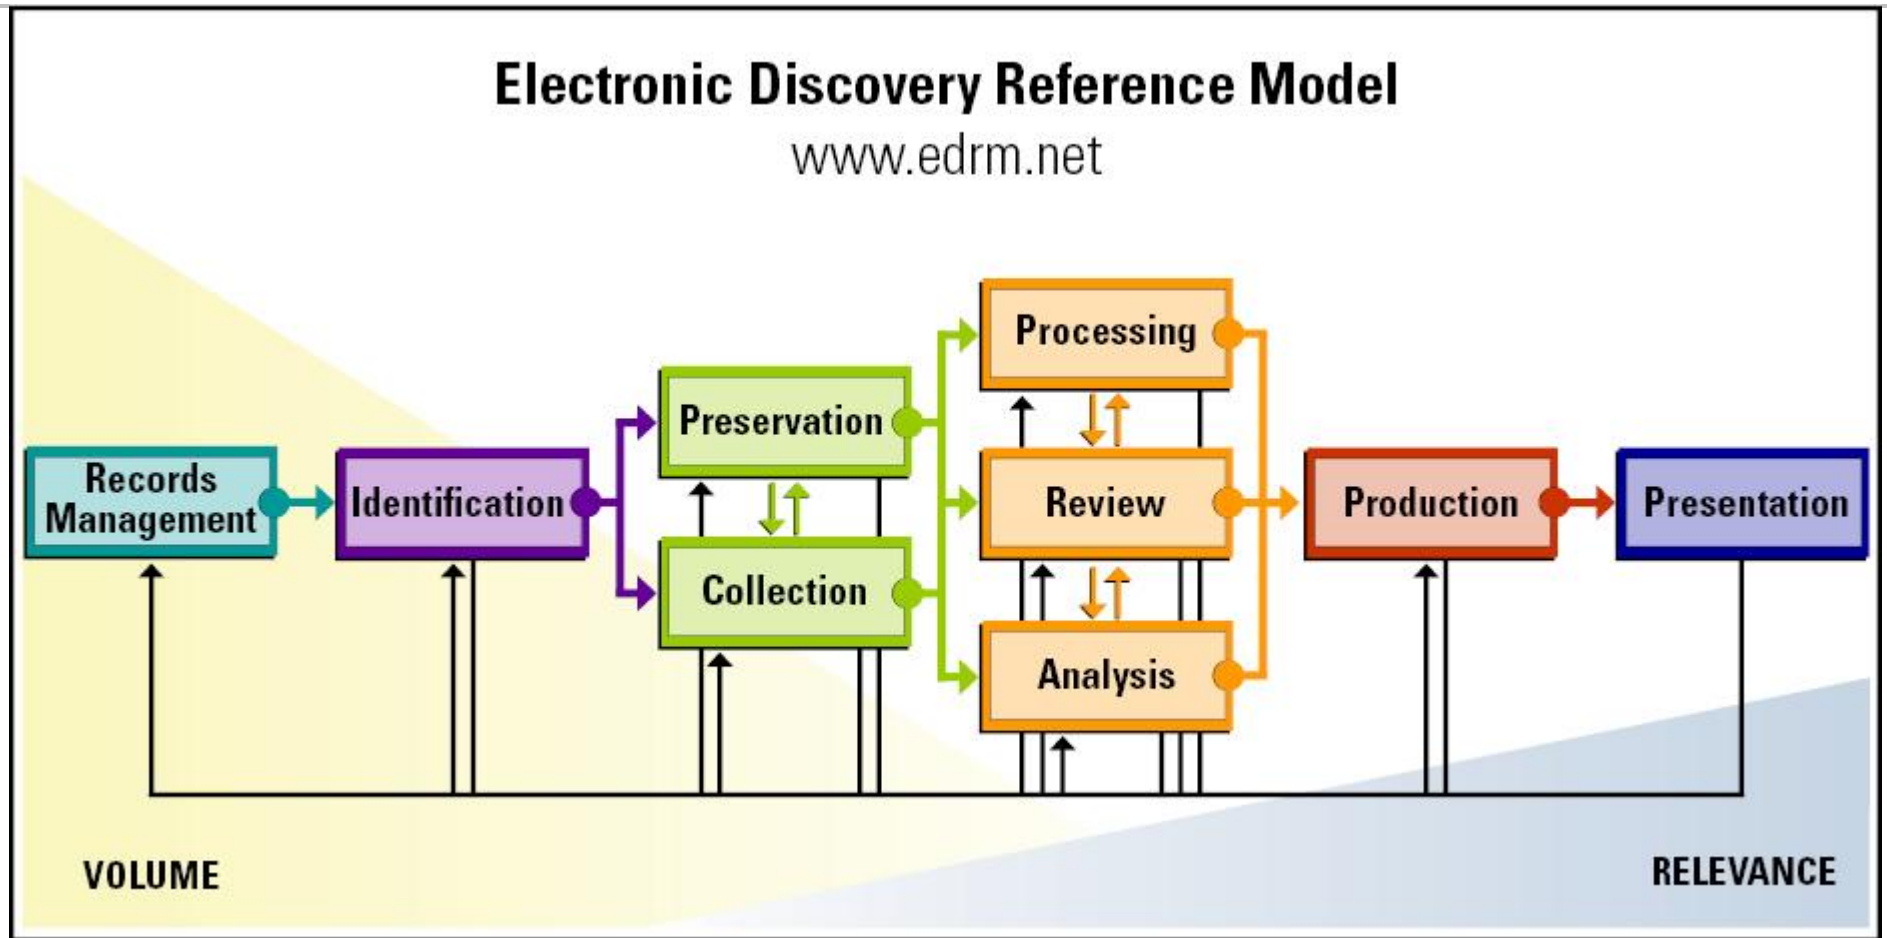 Electronic Discovery Reference Model
www.edrm.net
Records
Management
Identification
Preservation
Collection
Processing
Review
Analysis
Production
Presentation
VOLUME
RELEVANCE